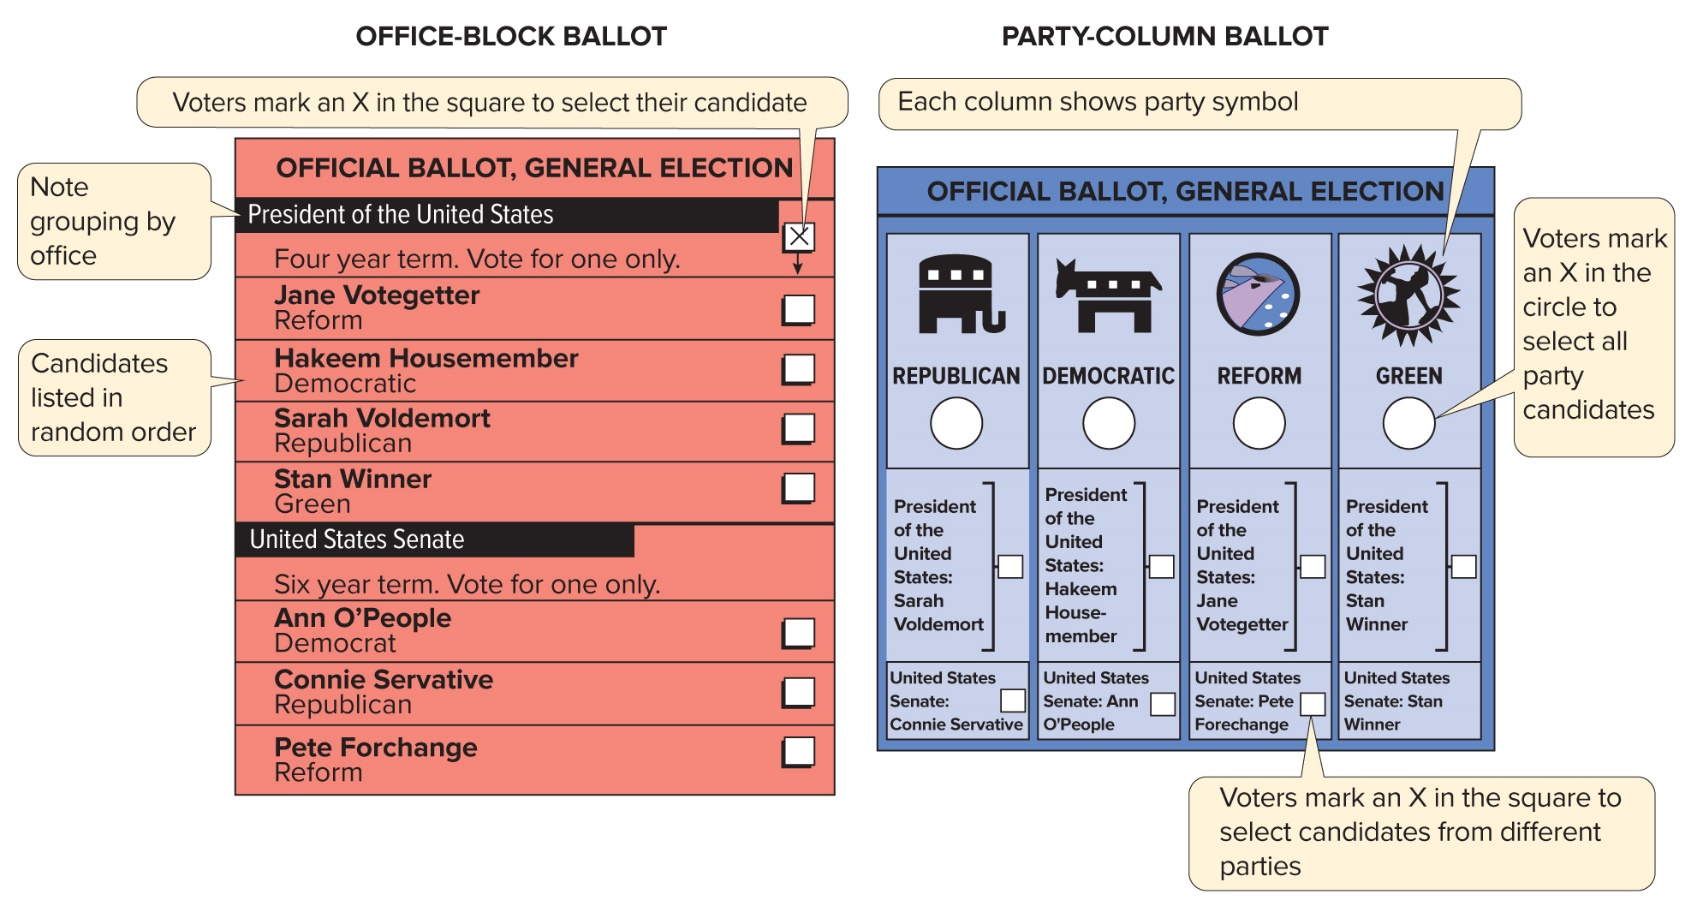 OFFICE-BLOCK BALLOT
Voters mark an X in the square to select their candidate
Note
grouping by
office
Candidates
listed in
random order
OFFICIAL BALLOT, GENERAL ELECTION
President of the United States
Four year term. Vote for one only.
Jane Votegetter
Reform
Hakeem Housemember
Democratic
Sarah Voldemort
Republican
Stan Winner
Green
United States Senate
Six year term. Vote for one only.
Ann O’People
Democrat
Connie Servative
Republican
Pete Forchange
Reform
PARTY-COLUMN BALLOT
Each column shows party symbol
OFFICIAL BALLOT, GENERAL ELECTION
REPUBLICAN
President
of the
United
States:
Sarah
Voldemort
United States
Senate:
Connie Servative
DEMOCRATIC
President
of the
United
States:
Hakeem
House-
member
United States
Senate: Ann
O'People
REFORM
President
of the
United
States:
Jane
Votegetter
United States
Senate: Pete
Forechange
GREEN
President
of the
United
States:
Stan
Winner
United States
Senate: Stan
Winner
Voters mark
an X in the
circle to
select all
party
candidates
Voters mark an X in the square to
select candidates from different
parties